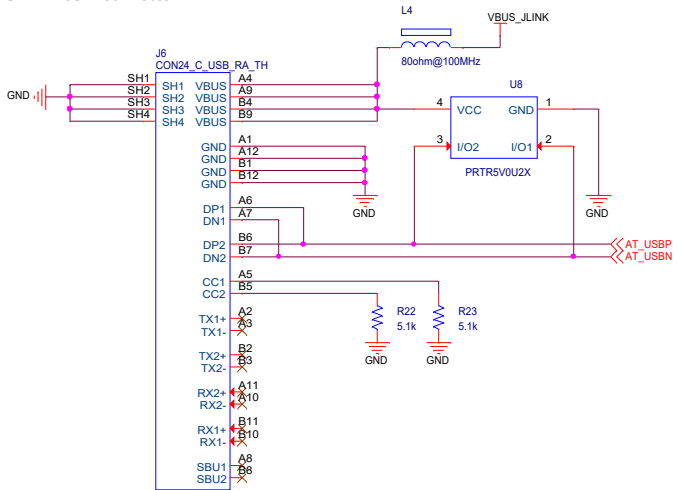 L4
VBUS_JLINK
80ohm@100MHz
J6
CON24_C_USB_RA_TH
U8
SH1 SH1 VBUS A4
SH2 SH2 VBUS A9
GND SH3 SH3 VBUS B4 4 VCC GND 1
SH4 SH4 VBUS B9
GND A1 3 I/O2 I/O1 2
GND A12
GND B1 PRTR5V0U2X
GND B12
GND GND
DP1 A6
DN1 A7
DP2 B6 AT_USBP
DN2 B7 AT_USBN
CC1 A5
CC2 B5
R22 R23
5.1k 5.1k
TX1+ A2
TX1- A3
TX2+ B2
TX2- B3
GND GND
RX2+ A11
RX2- A10
RX1+ B11
RX1- B10
SBU1 A8
SBU2 B8